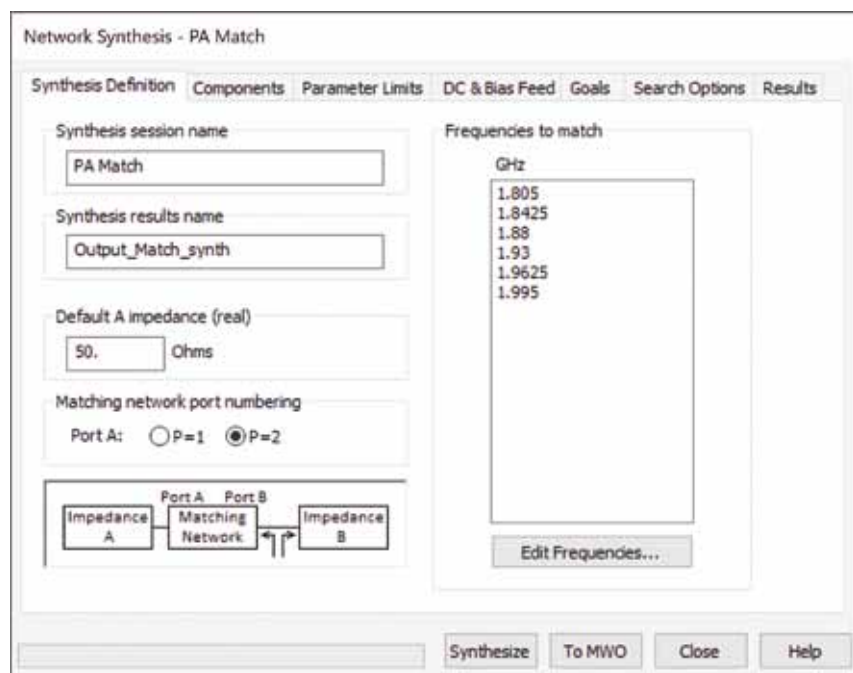 Network Synthesis - PA Match
Synthesis Definition Components Parameter Limits DC & Bias Feed Goals Search Options Results
Synthesis session name
PA Match
Synthesis results name
Output_Match_synth
Default A impedance (real)
50. Ohms
Matching network port numbering
Port A: P=1 P=2
Port A Port B
Impedance A
Matching Network
Impedance B
Frequencies to match
GHz
1.805
1.8425
1.88
1.93
1.9625
1.995
Edit Frequencies...
Synthesize To MWO Close Help